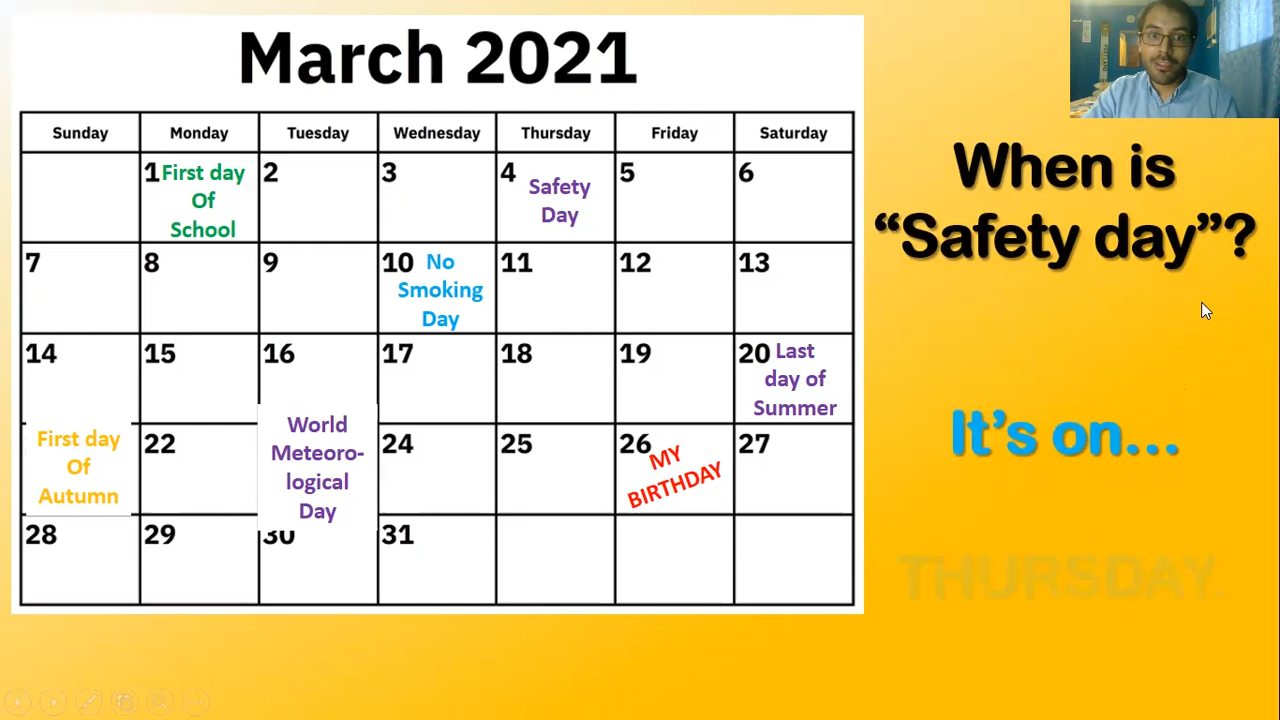 March 2021
Sunday Monday Tuesday Wednesday Thursday Friday Saturday
1 First day Of School 2 3 4 Safety Day 5 6
7 8 9 10 No Smoking Day 11 12 13
14 15 16 17 18 19 20 Last day of Summer
First day Of Autumn 22 World Meteoro-logical Day 24 25 26 MY BIRTHDAY 27
28 29 30 31
When is
“Safety day”?
It’s on...
THURSDAY.